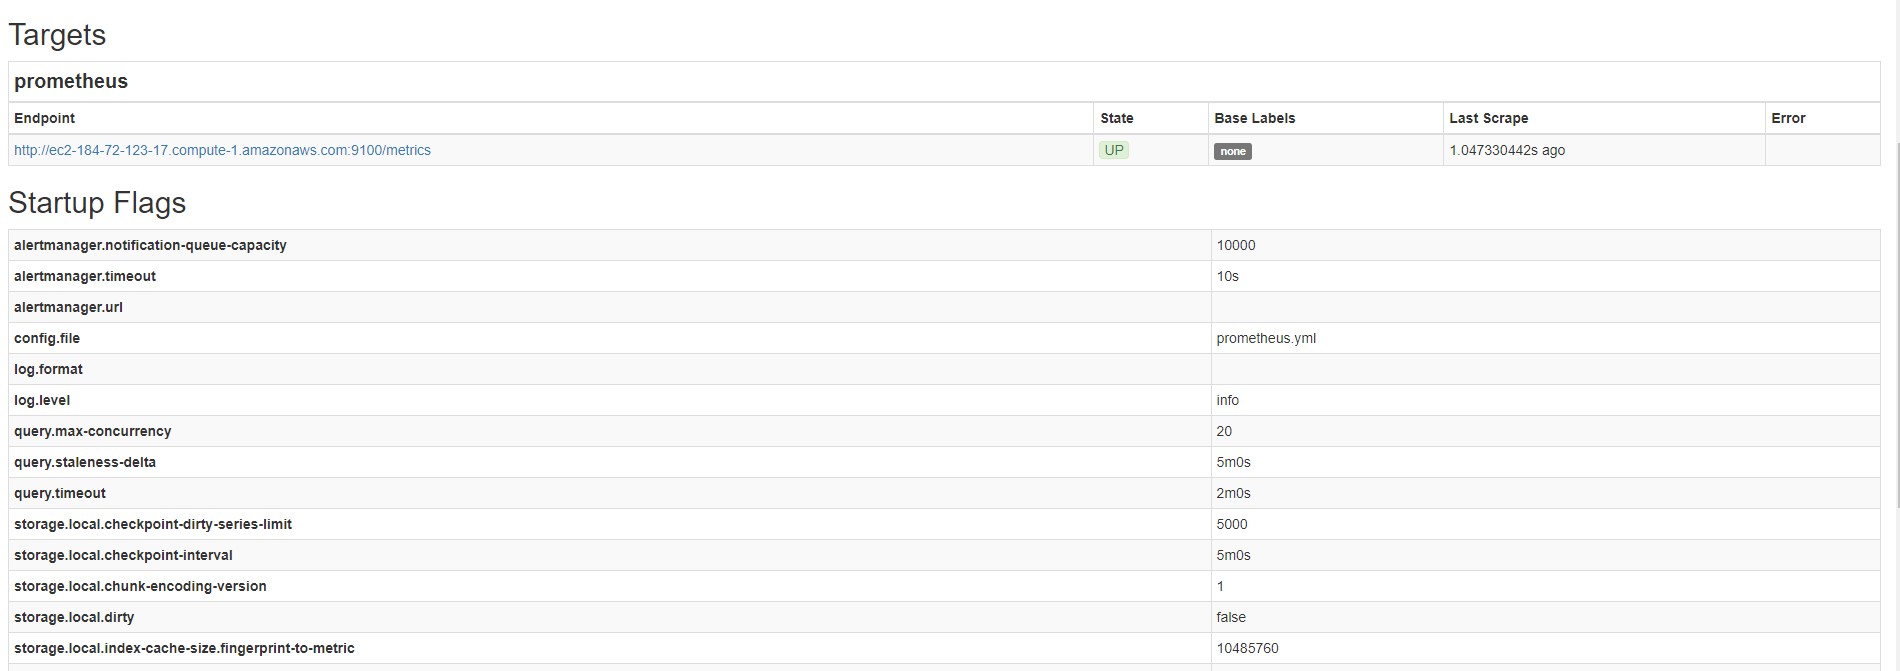 Targets
prometheus
Endpoint State Base Labels Last Scrape Error
http://ec2-184-72-123-17.compute-1.amazonaws.com:9100/metrics UP none 1.047330442s ago
Startup Flags
alertmanager.notification-queue-capacity 10000
alertmanager.timeout 10s
alertmanager.url
config.file prometheus.yml
log.format
log.level info
query.max-concurrency 20
query.staleness-delta 5m0s
query.timeout 2m0s
storage.local.checkpoint-dirty-series-limit 5000
storage.local.checkpoint-interval 5m0s
storage.local.chunk-encoding-version 1
storage.local.dirty false
storage.local.index-cache-size.fingerprint-to-metric 10485760